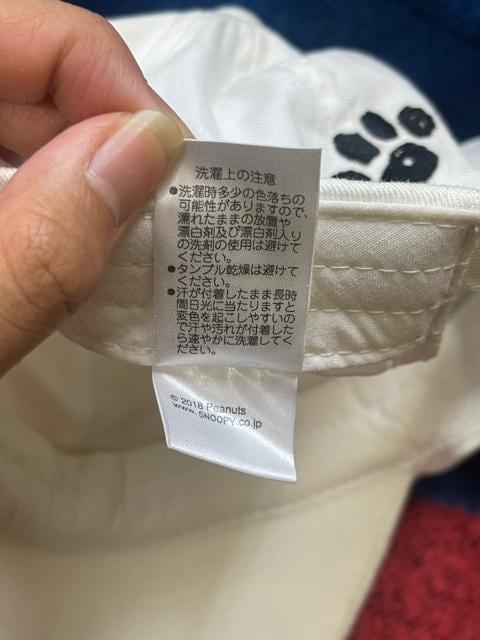 洗濯上の注意
●洗濯時多少の色落ちの
可能性がありますので、
濡れたままの放置や
漂白剤及び漂白剤入り
の洗剤の使用は避けて
ください。
●タンブル乾燥は避けて
ください。
●汗が付着したまま長時
間日光に当たりますと
変色を起こしやすいの
で汗や汚れが付着した
ら速やかに洗濯してく
ださい。
© 2018 Peanuts
www.SNOOPY.co.jp